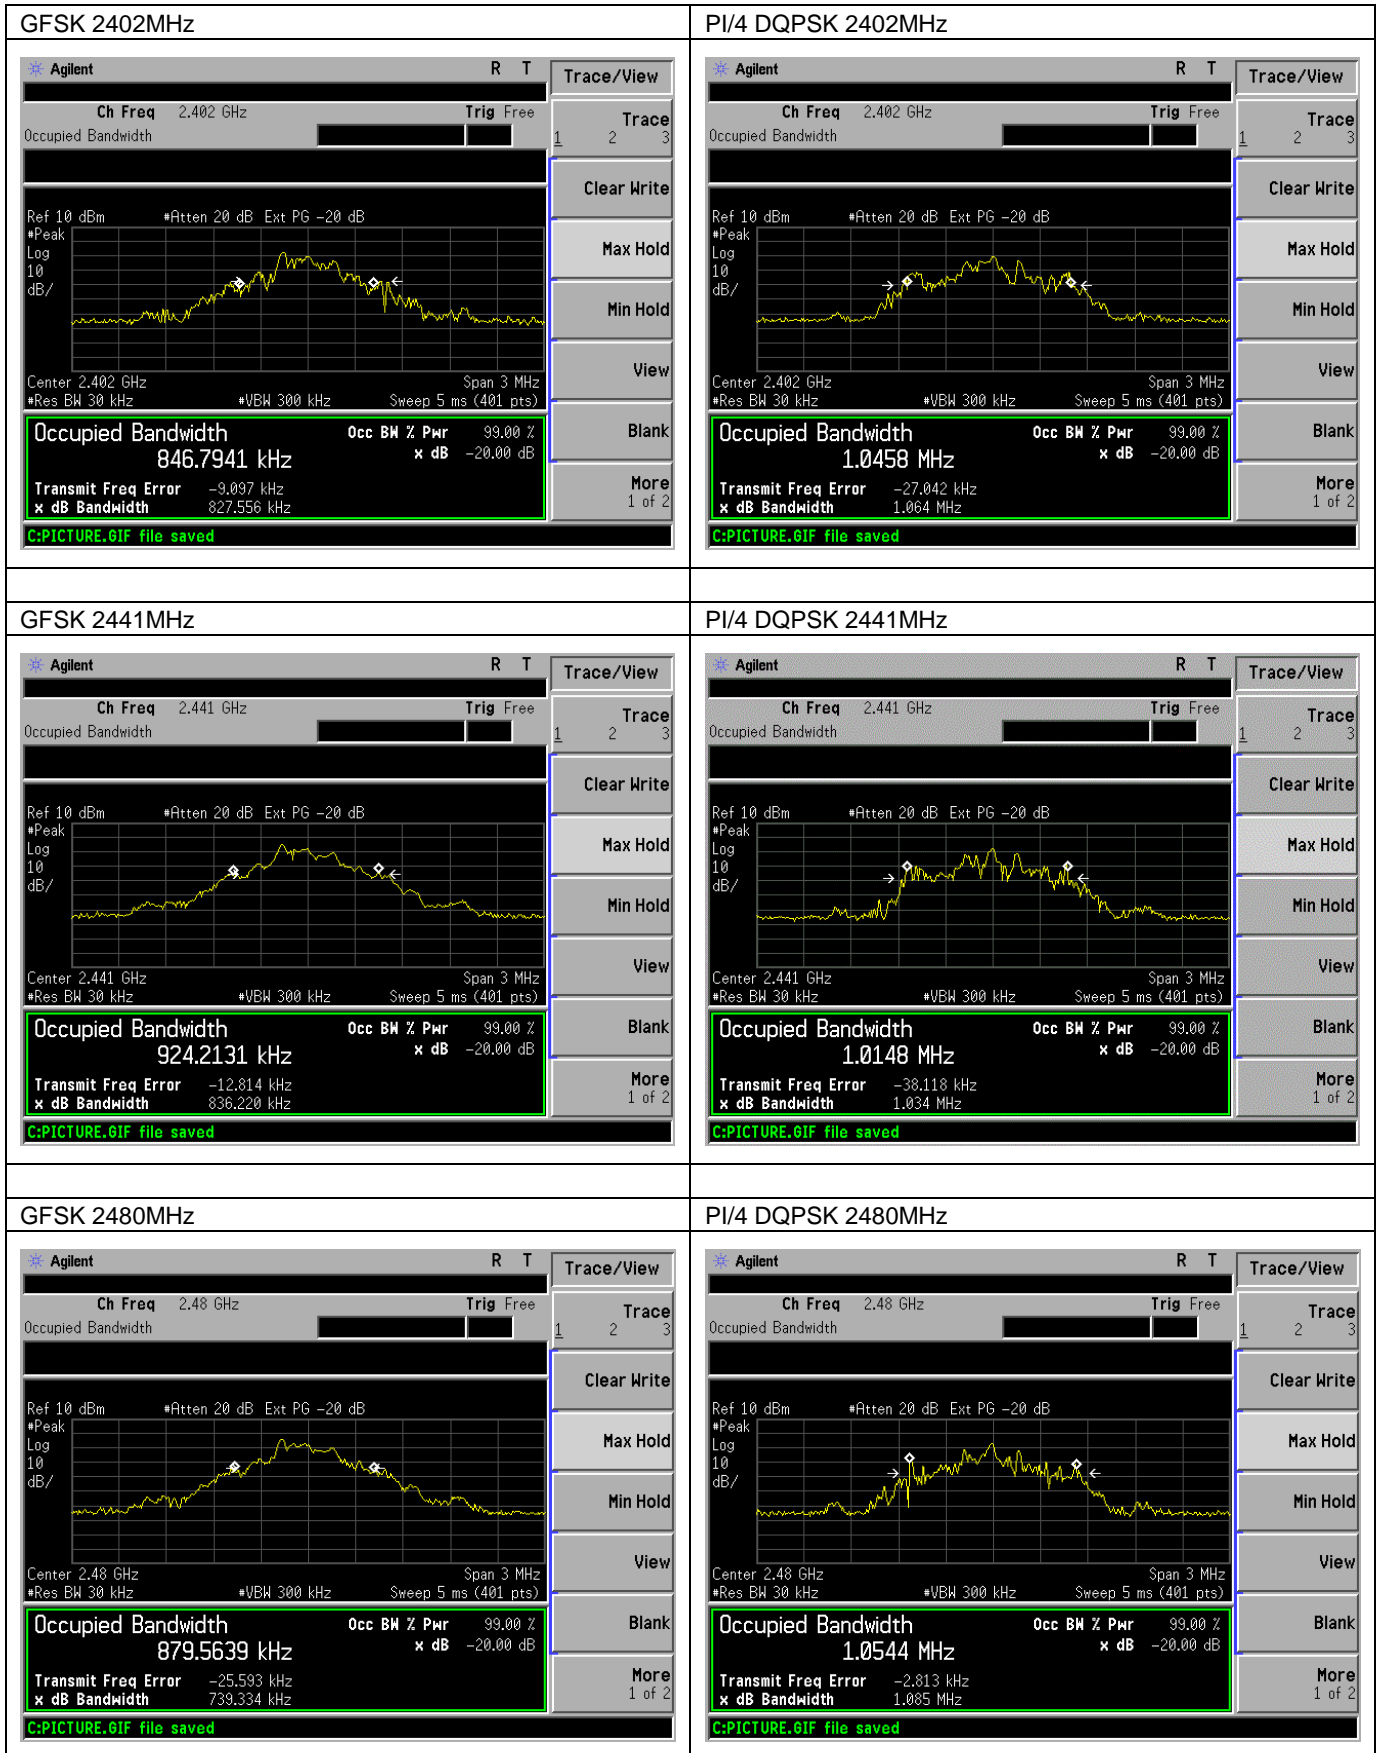 GFSK 2402MHz
Agilent R T Trace/View
Ch Freq 2.402 GHz Trig Free
Occupied Bandwidth
Trace
1 2 3
Clear Write
Ref 10 dBm #Atten 20 dB Ext PG -20 dB
#Peak
Log
10
dB/
Max Hold
Min Hold
View
Center 2.402 GHz Span 3 MHz
#Res BW 30 kHz #VBW 300 kHz Sweep 5 ms (401 pts)
Blank
Occupied Bandwidth Occ BW % Pwr 99.00 %
846.7941 kHz x dB -20.00 dB
Transmit Freq Error -9.097 kHz
x dB Bandwidth 827.556 kHz
More
1 of 2
C:PICTURE.GIF file saved
PI/4 DQPSK 2402MHz
Agilent R T Trace/View
Ch Freq 2.402 GHz Trig Free
Occupied Bandwidth
Trace
1 2 3
Clear Write
Ref 10 dBm #Atten 20 dB Ext PG -20 dB
#Peak
Log
10
dB/
Max Hold
Min Hold
View
Center 2.402 GHz Span 3 MHz
#Res BW 30 kHz #VBW 300 kHz Sweep 5 ms (401 pts)
Blank
Occupied Bandwidth Occ BW % Pwr 99.00 %
1.0458 MHz x dB -20.00 dB
Transmit Freq Error -27.042 kHz
x dB Bandwidth 1.064 MHz
More
1 of 2
C:PICTURE.GIF file saved
GFSK 2441MHz
Agilent R T Trace/View
Ch Freq 2.441 GHz Trig Free
Occupied Bandwidth
Trace
1 2 3
Clear Write
Ref 10 dBm #Atten 20 dB Ext PG -20 dB
#Peak
Log
10
dB/
Max Hold
Min Hold
View
Center 2.441 GHz Span 3 MHz
#Res BW 30 kHz #VBW 300 kHz Sweep 5 ms (401 pts)
Blank
Occupied Bandwidth Occ BW % Pwr 99.00 %
924.2131 kHz x dB -20.00 dB
Transmit Freq Error -12.814 kHz
x dB Bandwidth 836.220 kHz
More
1 of 2
C:PICTURE.GIF file saved
PI/4 DQPSK 2441MHz
Agilent R T Trace/View
Ch Freq 2.441 GHz Trig Free
Occupied Bandwidth
Trace
1 2 3
Clear Write
Ref 10 dBm #Atten 20 dB Ext PG -20 dB
#Peak
Log
10
dB/
Max Hold
Min Hold
View
Center 2.441 GHz Span 3 MHz
#Res BW 30 kHz #VBW 300 kHz Sweep 5 ms (401 pts)
Blank
Occupied Bandwidth Occ BW % Pwr 99.00 %
1.0148 MHz x dB -20.00 dB
Transmit Freq Error -38.118 kHz
x dB Bandwidth 1.034 MHz
More
1 of 2
C:PICTURE.GIF file saved
GFSK 2480MHz
Agilent R T Trace/View
Ch Freq 2.48 GHz Trig Free
Occupied Bandwidth
Trace
1 2 3
Clear Write
Ref 10 dBm #Atten 20 dB Ext PG -20 dB
#Peak
Log
10
dB/
Max Hold
Min Hold
View
Center 2.48 GHz Span 3 MHz
#Res BW 30 kHz #VBW 300 kHz Sweep 5 ms (401 pts)
Blank
Occupied Bandwidth Occ BW % Pwr 99.00 %
879.5639 kHz x dB -20.00 dB
Transmit Freq Error -25.593 kHz
x dB Bandwidth 739.334 kHz
More
1 of 2
C:PICTURE.GIF file saved
PI/4 DQPSK 2480MHz
Agilent R T Trace/View
Ch Freq 2.48 GHz Trig Free
Occupied Bandwidth
Trace
1 2 3
Clear Write
Ref 10 dBm #Atten 20 dB Ext PG -20 dB
#Peak
Log
10
dB/
Max Hold
Min Hold
View
Center 2.48 GHz Span 3 MHz
#Res BW 30 kHz #VBW 300 kHz Sweep 5 ms (401 pts)
Blank
Occupied Bandwidth Occ BW % Pwr 99.00 %
1.0544 MHz x dB -20.00 dB
Transmit Freq Error -2.813 kHz
x dB Bandwidth 1.085 MHz
More
1 of 2
C:PICTURE.GIF file saved